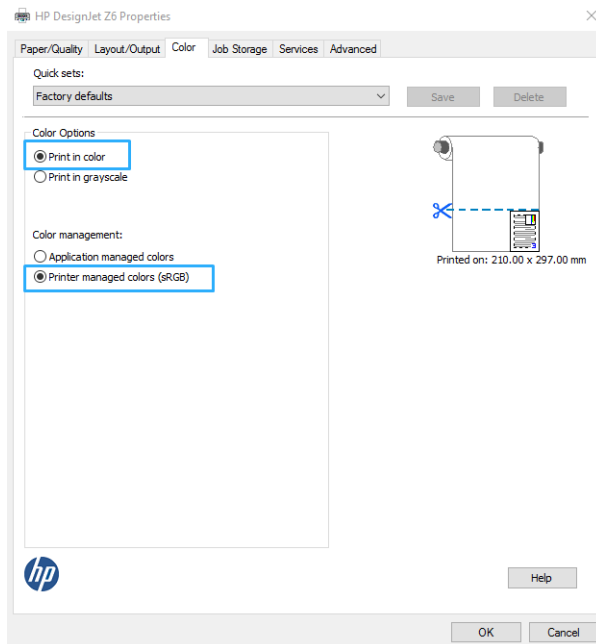 HP DesignJet Z6 Properties
Paper/Quality Layout/Output Color Job Storage Services Advanced
Quick sets:
Factory defaults
Save Delete
Color Options
Print in color
Print in grayscale
Color management:
Application managed colors
Printer managed colors (sRGB)
Printed on: 210.00 x 297.00 mm
hp
Help
OK Cancel